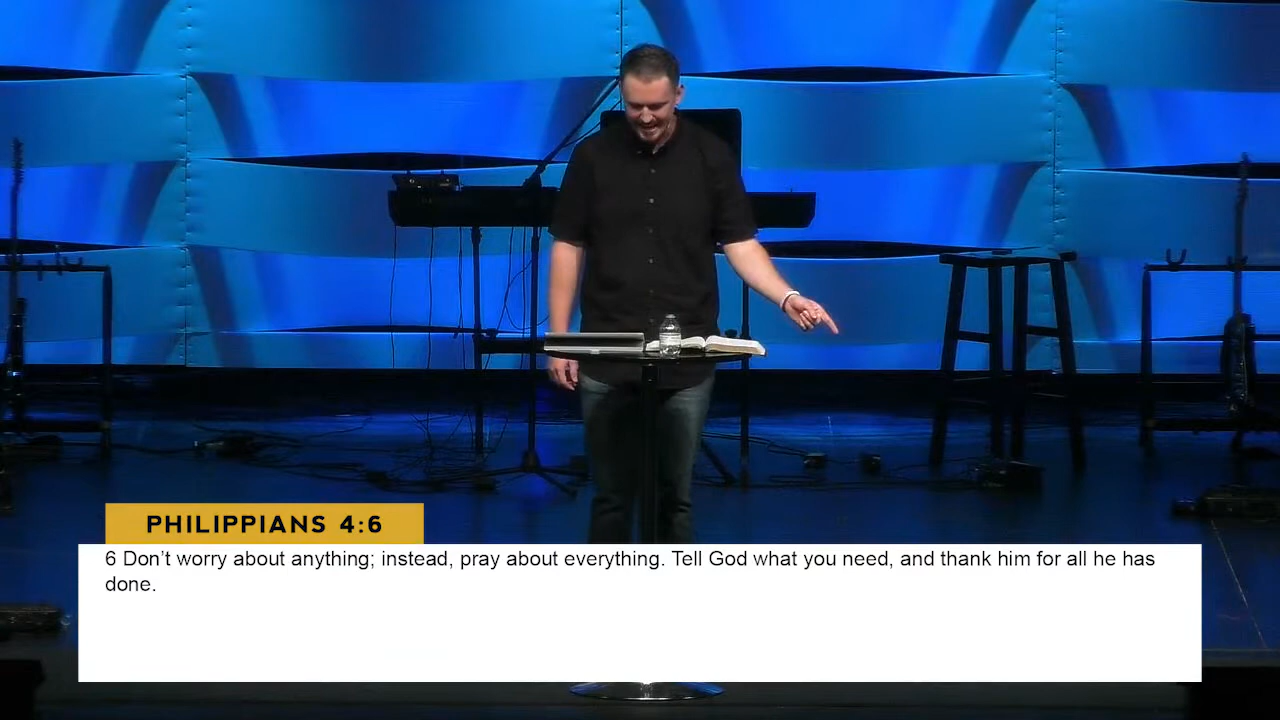 PHILIPPIANS 4:6
6 Don’t worry about anything; instead, pray about everything. Tell God what you need, and thank him for all he has
done.